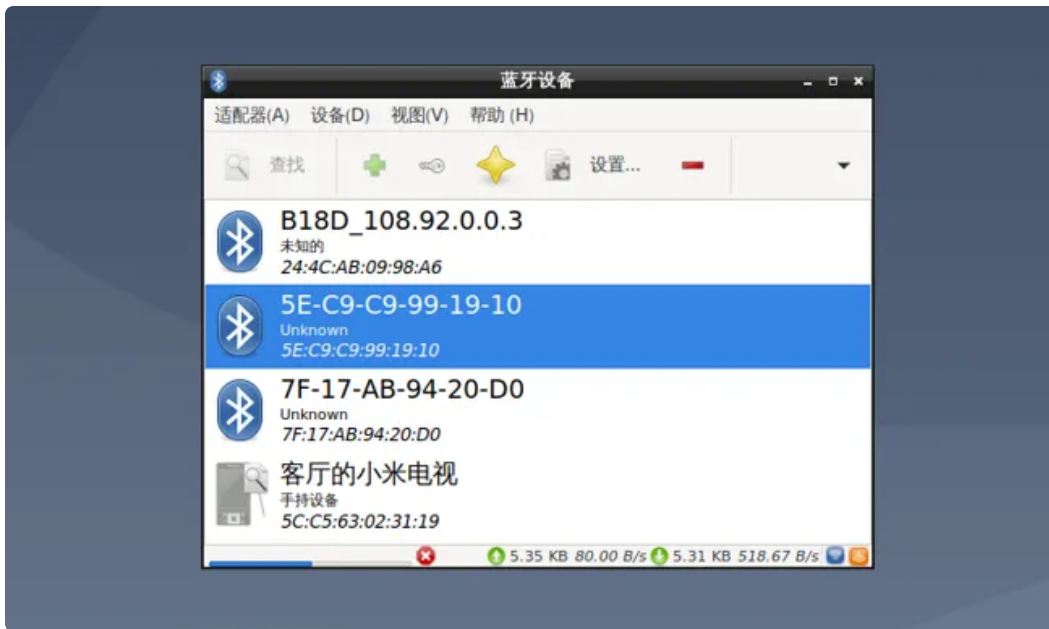 蓝牙设备
适配器(A) 设备(D) 视图(V) 帮助 (H)
查找 设置...
B18D_108.92.0.0.3
未知的
24:4C:AB:09:98:A6
5E-C9-C9-99-19-10
Unknown
5E:C9:C9:99:19:10
7F-17-AB-94-20-D0
Unknown
7F:17:AB:94:20:D0
客厅的小米电视
手持设备
5C:C5:63:02:31:19
5.35 KB 80.00 B/s 5.31 KB 518.67 B/s